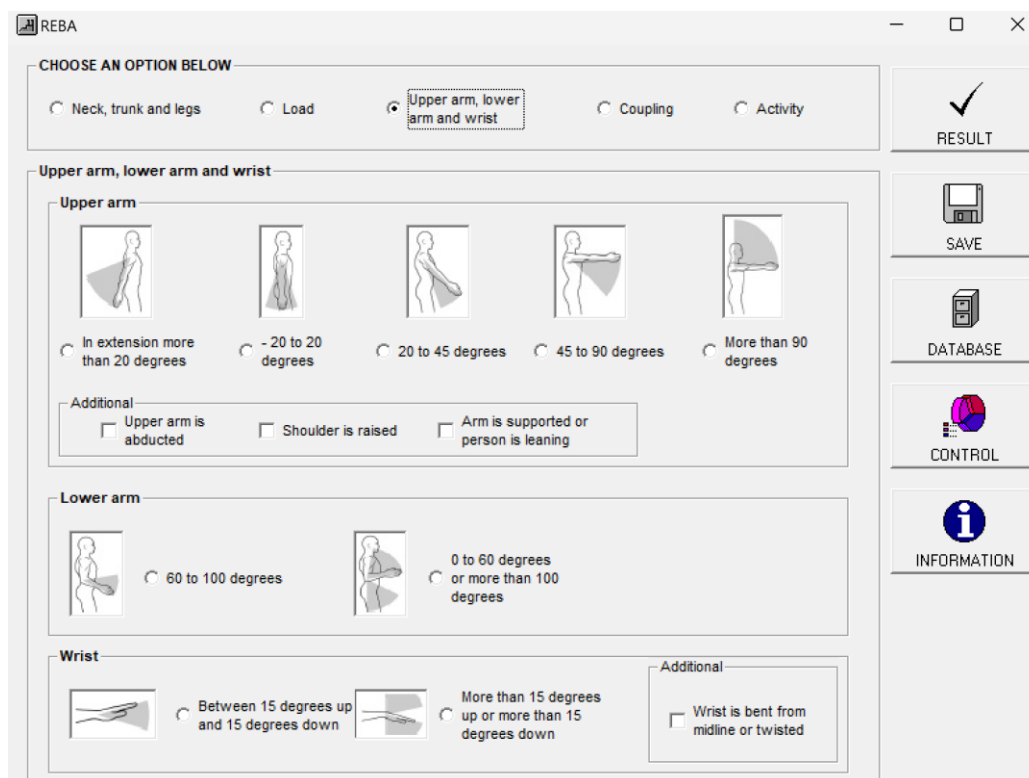 REBA
CHOOSE AN OPTION BELOW
Neck, trunk and legs
Load
Upper arm, lower
arm and wrist
Coupling
Activity
RESULT
SAVE
DATABASE
CONTROL
INFORMATION
Upper arm, lower arm and wrist
Upper arm
In extension more
than 20 degrees
- 20 to 20
degrees
20 to 45 degrees
45 to 90 degrees
More than 90
degrees
Additional
Upper arm is
abducted
Shoulder is raised
Arm is supported or
person is leaning
Lower arm
60 to 100 degrees
0 to 60 degrees
or more than 100
degrees
Wrist
Between 15 degrees up
and 15 degrees down
More than 15 degrees
up or more than 15
degrees down
Additional
Wrist is bent from
midline or twisted